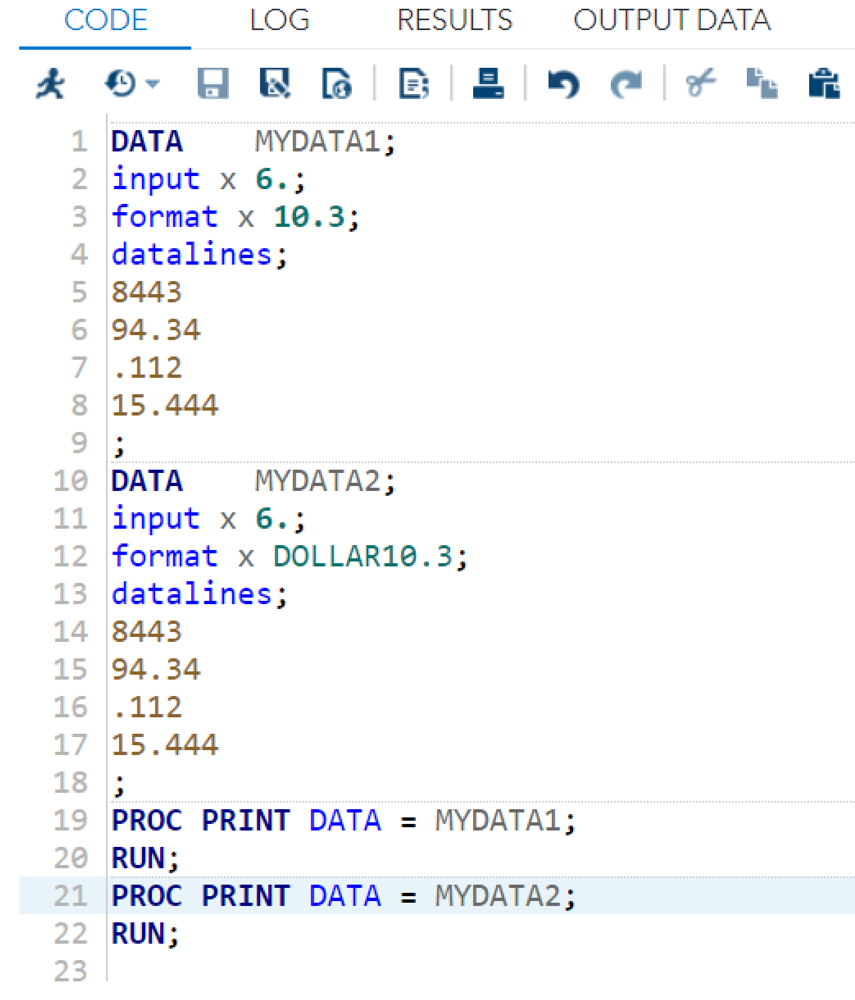 CODE LOG RESULTS OUTPUT DATA
1 DATA    MYDATA1;
2 input x 6.;
3 format x 10.3;
4 datalines;
5 8443
6 94.34
7 .112
8 15.444
9 ;
10 DATA    MYDATA2;
11 input x 6.;
12 format x DOLLAR10.3;
13 datalines;
14 8443
15 94.34
16 .112
17 15.444
18 ;
19 PROC PRINT DATA = MYDATA1;
20 RUN;
21 PROC PRINT DATA = MYDATA2;
22 RUN;
23